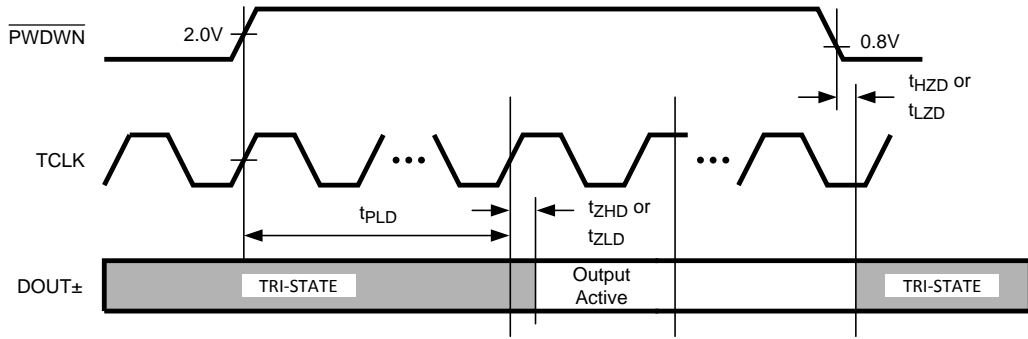 PWDWN
2.0V
0.8V
tHZD or
tLZD
TCLK
tPLD
tZHD or
tZLD
DOUT±
TRI-STATE
Output
Active
TRI-STATE